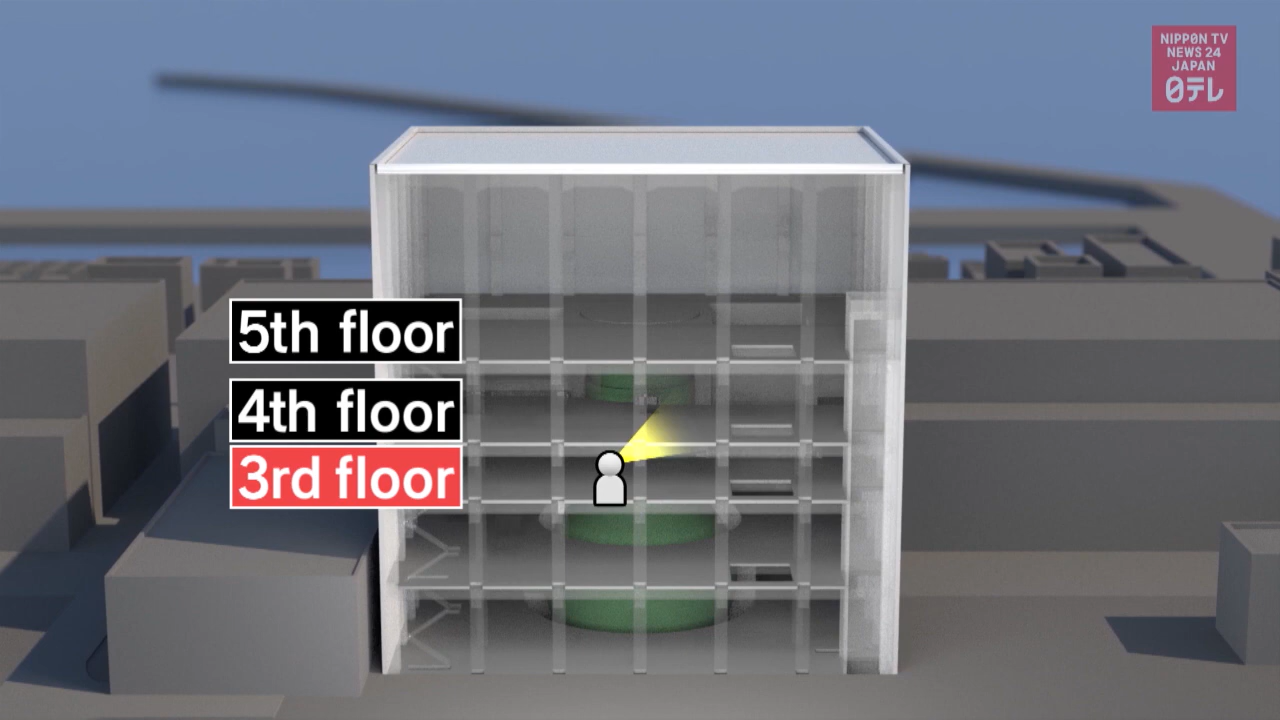 NIPPON TV
NEWS 24
JAPAN
日テレ
5th floor
4th floor
3rd floor